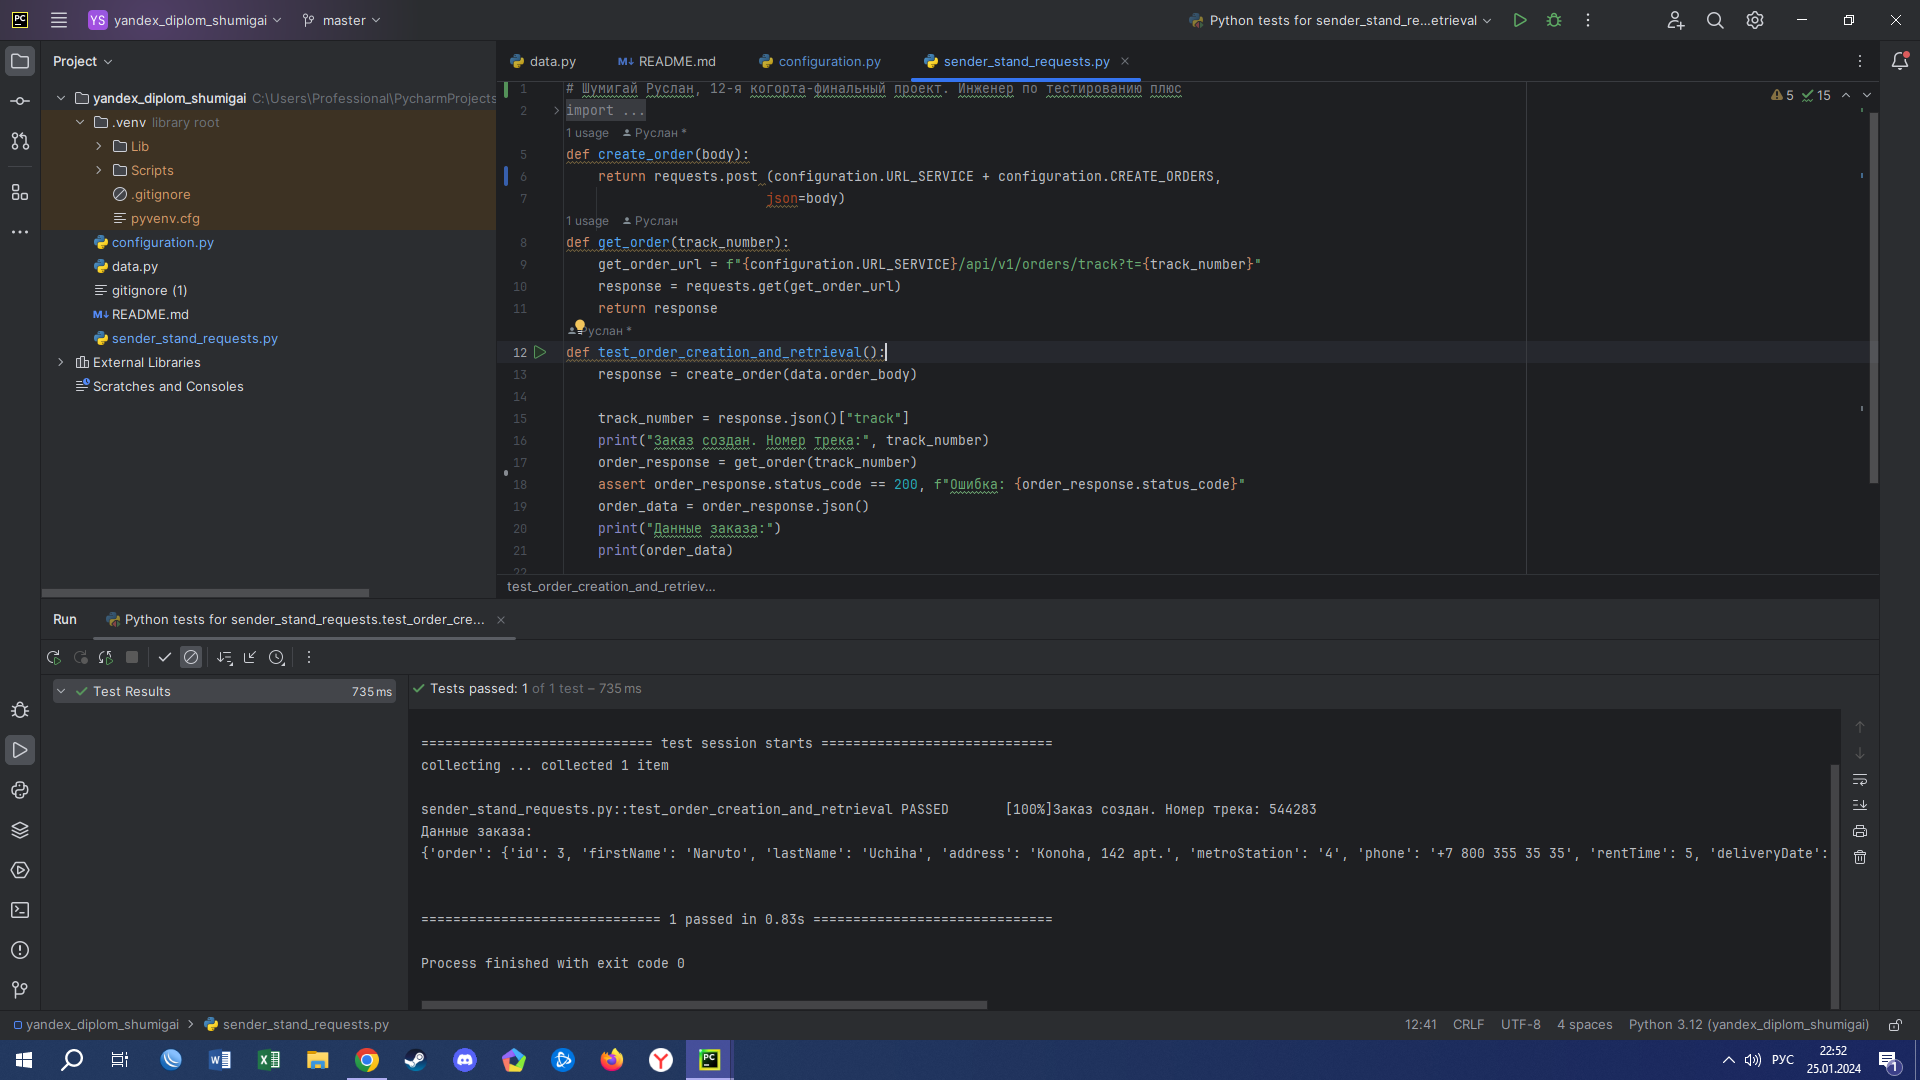 PC YS yandex_diplom_shumigai master Python tests for sender_stand_re...etrieval
Project
yandex_diplom_shumigai C:\Users\Professional\PycharmProjects
.venv library root
Lib
Scripts
.gitignore
pyvenv.cfg
configuration.py
data.py
gitignore (1)
M↓ README.md
sender_stand_requests.py
External Libraries
Scratches and Consoles
data.py M↓ README.md configuration.py sender_stand_requests.py
5 15
1 # Шумигай Руслан, 12-я когорта-финальный проект. Инженер по тестированию плюс
2 import ...
1 usage Руслан *
5 def create_order(body):
6 return requests.post (configuration.URL_SERVICE + configuration.CREATE_ORDERS,
7 json=body)
1 usage Руслан
8 def get_order(track_number):
9 get_order_url = f"{configuration.URL_SERVICE}/api/v1/orders/track?t={track_number}"
10 response = requests.get(get_order_url)
11 return response
Руслан *
12 def test_order_creation_and_retrieval():
13 response = create_order(data.order_body)
14
15 track_number = response.json()["track"]
16 print("Заказ создан. Номер трека:", track_number)
17 order_response = get_order(track_number)
18 assert order_response.status_code == 200, f"Ошибка: {order_response.status_code}"
19 order_data = order_response.json()
20 print("Данные заказа:")
21 print(order_data)
22
test_order_creation_and_retriev...
Run Python tests for sender_stand_requests.test_order_cre...
Test Results 735 ms
Tests passed: 1 of 1 test – 735 ms
============================= test session starts =============================
collecting ... collected 1 item
sender_stand_requests.py::test_order_creation_and_retrieval PASSED [100%]Заказ создан. Номер трека: 544283
Данные заказа:
{'order': {'id': 3, 'firstName': 'Naruto', 'lastName': 'Uchiha', 'address': 'Konoha, 142 apt.', 'metroStation': '4', 'phone': '+7 800 355 35 35', 'rentTime': 5, 'deliveryDate':
============================== 1 passed in 0.83s ==============================
Process finished with exit code 0
yandex_diplom_shumigai > sender_stand_requests.py 12:41 CRLF UTF-8 4 spaces Python 3.12 (yandex_diplom_shumigai)
PC РУС 22:52
25.01.2024
1